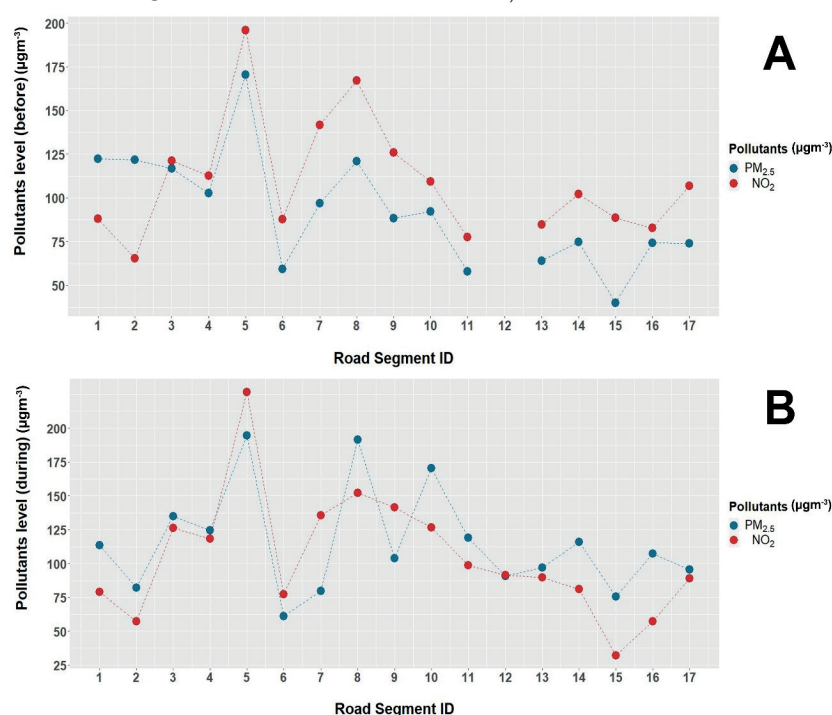 A
Pollutants level (before) (µgm⁻³)
200
175
150
125
100
75
50
1 2 3 4 5 6 7 8 9 10 11 12 13 14 15 16 17
Road Segment ID
Pollutants (µgm⁻³)
PM₂.₅
NO₂
B
Pollutants level (during) (µgm⁻³)
200
175
150
125
100
75
50
25
1 2 3 4 5 6 7 8 9 10 11 12 13 14 15 16 17
Road Segment ID
Pollutants (µgm⁻³)
PM₂.₅
NO₂